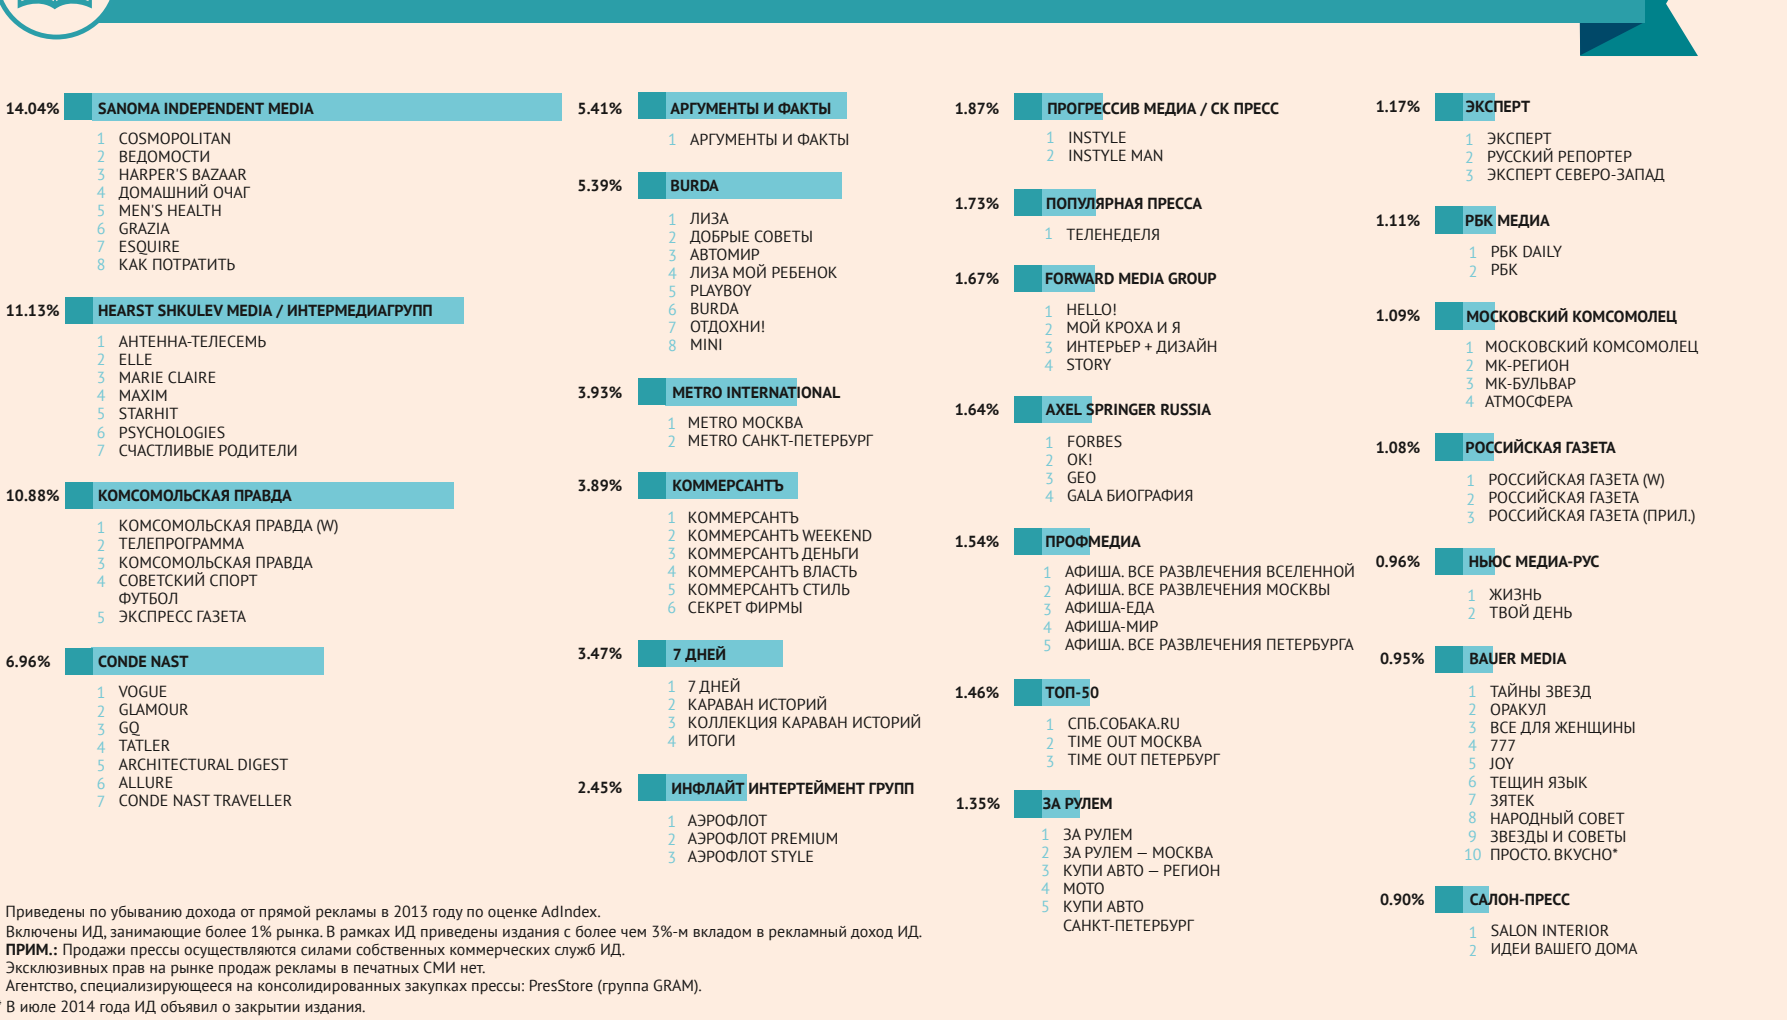 14.04% SANOMA INDEPENDENT MEDIA
1 COSMOPOLITAN
2 ВЕДОМОСТИ
3 HARPER'S BAZAAR
4 ДОМАШНИЙ ОЧАГ
5 MEN'S HEALTH
6 GRAZIA
7 ESQUIRE
8 КАК ПОТРАТИТЬ
11.13% HEARST SHKULEV MEDIA / ИНТЕРМЕДИАГРУПП
1 АНТЕННА-ТЕЛЕСЕМЬ
2 ELLE
3 MARIE CLAIRE
4 MAXIM
5 STARHIT
6 PSYCHOLOGIES
7 СЧАСТЛИВЫЕ РОДИТЕЛИ
10.88% КОМСОМОЛЬСКАЯ ПРАВДА
1 КОМСОМОЛЬСКАЯ ПРАВДА (W)
2 ТЕЛЕПРОГРАММА
3 КОМСОМОЛЬСКАЯ ПРАВДА
4 СОВЕТСКИЙ СПОРТ
ФУТБОЛ
5 ЭКСПРЕСС ГАЗЕТА
6.96% CONDE NAST
1 VOGUE
2 GLAMOUR
3 GQ
4 TATLER
5 ARCHITECTURAL DIGEST
6 ALLURE
7 CONDE NAST TRAVELLER
5.41% АРГУМЕНТЫ И ФАКТЫ
1 АРГУМЕНТЫ И ФАКТЫ
5.39% BURDA
1 ЛИЗА
2 ДОБРЫЕ СОВЕТЫ
3 АВТОМИР
4 ЛИЗА МОЙ РЕБЕНОК
5 PLAYBOY
6 BURDA
7 ОТДОХНИ!
8 MINI
3.93% METRO INTERNATIONAL
1 METRO МОСКВА
2 METRO САНКТ-ПЕТЕРБУРГ
3.89% КОММЕРСАНТЪ
1 КОММЕРСАНТЪ
2 КОММЕРСАНТЪ WEEKEND
3 КОММЕРСАНТЪ ДЕНЬГИ
4 КОММЕРСАНТЪ ВЛАСТЬ
5 КОММЕРСАНТЪ СТИЛЬ
6 СЕКРЕТ ФИРМЫ
3.47% 7 ДНЕЙ
1 7 ДНЕЙ
2 КАРАВАН ИСТОРИЙ
3 КОЛЛЕКЦИЯ КАРАВАН ИСТОРИЙ
4 ИТОГИ
2.45% ИНФЛАЙТ ИНТЕРТЕЙМЕНТ ГРУПП
1 АЭРОФЛОТ
2 АЭРОФЛОТ PREMIUM
3 АЭРОФЛОТ STYLE
1.87% ПРОГРЕССИВ МЕДИА / СК ПРЕСС
1 INSTYLE
2 INSTYLE MAN
1.73% ПОПУЛЯРНАЯ ПРЕССА
1 ТЕЛЕНЕДЕЛЯ
1.67% FORWARD MEDIA GROUP
1 HELLO!
2 МОЙ КРОХА И Я
3 ИНТЕРЬЕР + ДИЗАЙН
4 STORY
1.64% AXEL SPRINGER RUSSIA
1 FORBES
2 OK!
3 GEO
4 GALA БИОГРАФИЯ
1.54% ПРОФМЕДИА
1 АФИША. ВСЕ РАЗВЛЕЧЕНИЯ ВСЕЛЕННОЙ
2 АФИША. ВСЕ РАЗВЛЕЧЕНИЯ МОСКВЫ
3 АФИША-ЕДА
4 АФИША-МИР
5 АФИША. ВСЕ РАЗВЛЕЧЕНИЯ ПЕТЕРБУРГА
1.46% ТОП-50
1 СПБ.СОБАКА.RU
2 TIME OUT МОСКВА
3 TIME OUT ПЕТЕРБУРГ
1.35% ЗА РУЛЕМ
1 ЗА РУЛЕМ
2 ЗА РУЛЕМ — МОСКВА
3 КУПИ АВТО — РЕГИОН
4 МОТО
5 КУПИ АВТО
САНКТ-ПЕТЕРБУРГ
1.17% ЭКСПЕРТ
1 ЭКСПЕРТ
2 РУССКИЙ РЕПОРТЕР
3 ЭКСПЕРТ СЕВЕРО-ЗАПАД
1.11% РБК МЕДИА
1 РБК DAILY
2 РБК
1.09% МОСКОВСКИЙ КОМСОМОЛЕЦ
1 МОСКОВСКИЙ КОМСОМОЛЕЦ
2 МК-РЕГИОН
3 МК-БУЛЬВАР
4 АТМОСФЕРА
1.08% РОССИЙСКАЯ ГАЗЕТА
1 РОССИЙСКАЯ ГАЗЕТА (W)
2 РОССИЙСКАЯ ГАЗЕТА
3 РОССИЙСКАЯ ГАЗЕТА (ПРИЛ.)
0.96% НЬЮС МЕДИА-РУС
1 ЖИЗНЬ
2 ТВОЙ ДЕНЬ
0.95% BAUER MEDIA
1 ТАЙНЫ ЗВЕЗД
2 ОРАКУЛ
3 ВСЕ ДЛЯ ЖЕНЩИНЫ
4 777
5 JOY
6 ТЕЩИН ЯЗЫК
7 ЗЯТЕК
8 НАРОДНЫЙ СОВЕТ
9 ЗВЕЗДЫ И СОВЕТЫ
10 ПРОСТО. ВКУСНО*
0.90% САЛОН-ПРЕСС
1 SALON INTERIOR
2 ИДЕИ ВАШЕГО ДОМА
Приведены по убыванию дохода от прямой рекламы в 2013 году по оценке AdIndex.
Включены ИД, занимающие более 1% рынка. В рамках ИД приведены издания с более чем 3%-м вкладом в рекламный доход ИД.
ПРИМ.: Продажи прессы осуществляются силами собственных коммерческих служб ИД.
Эксклюзивных прав на рынке продаж рекламы в печатных СМИ нет.
Агентство, специализирующееся на консолидированных закупках прессы: PresStore (группа GRAM).
* В июле 2014 года ИД объявил о закрытии издания.